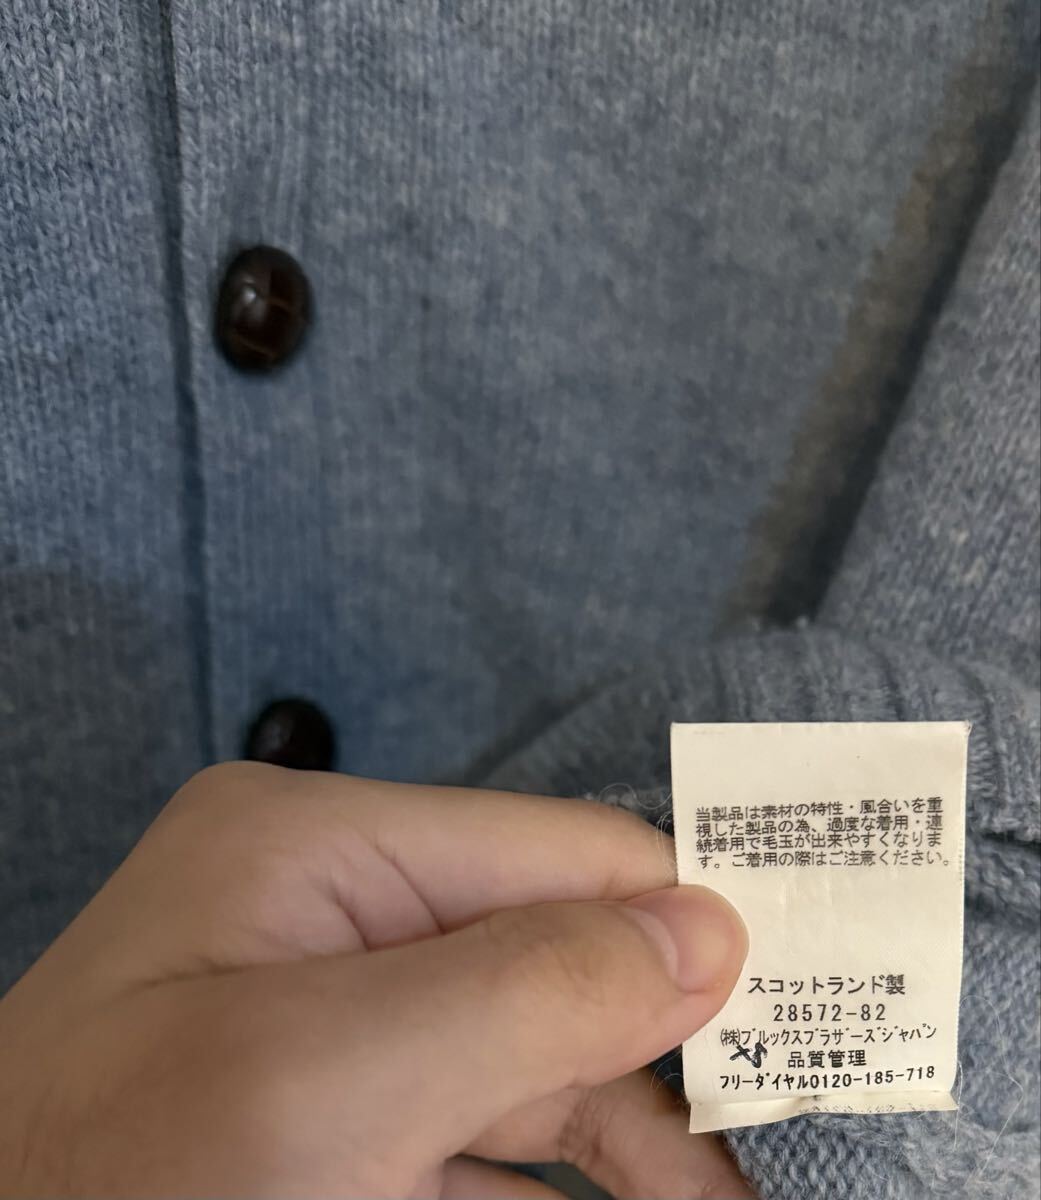 当製品は素材の特性・風合いを重
視した製品の為、過度な着用・連
続着用で毛玉が出来やすくなりま
す。ご着用の際はご注意ください。
スコットランド製
28572-82
㈱ブルックスブラザーズジャパン
品質管理
フリーダイヤル0120-185-718